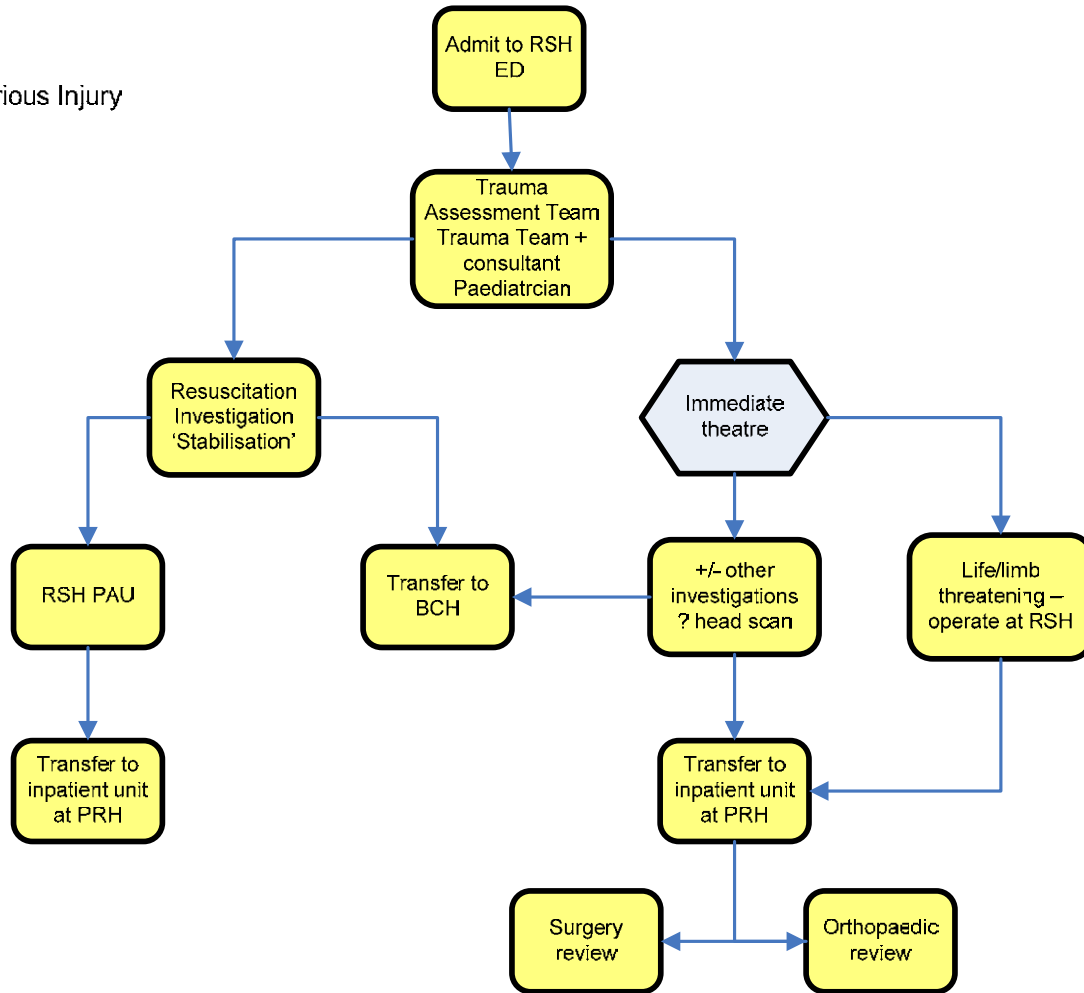 Admit to RSH
ED
rious Injury
Trauma
Assessment Team
Trauma Team +
consultant
Paediatrcian
Resuscitation
Investigation
‘Stabilisation’
Immediate
theatre
RSH PAU
Transfer to
BCH
+/- other
investigations
? head scan
Life/limb
threatening –
operate at RSH
Transfer to
inpatient unit
at PRH
Transfer to
inpatient unit
at PRH
Surgery
review
Orthopaedic
review